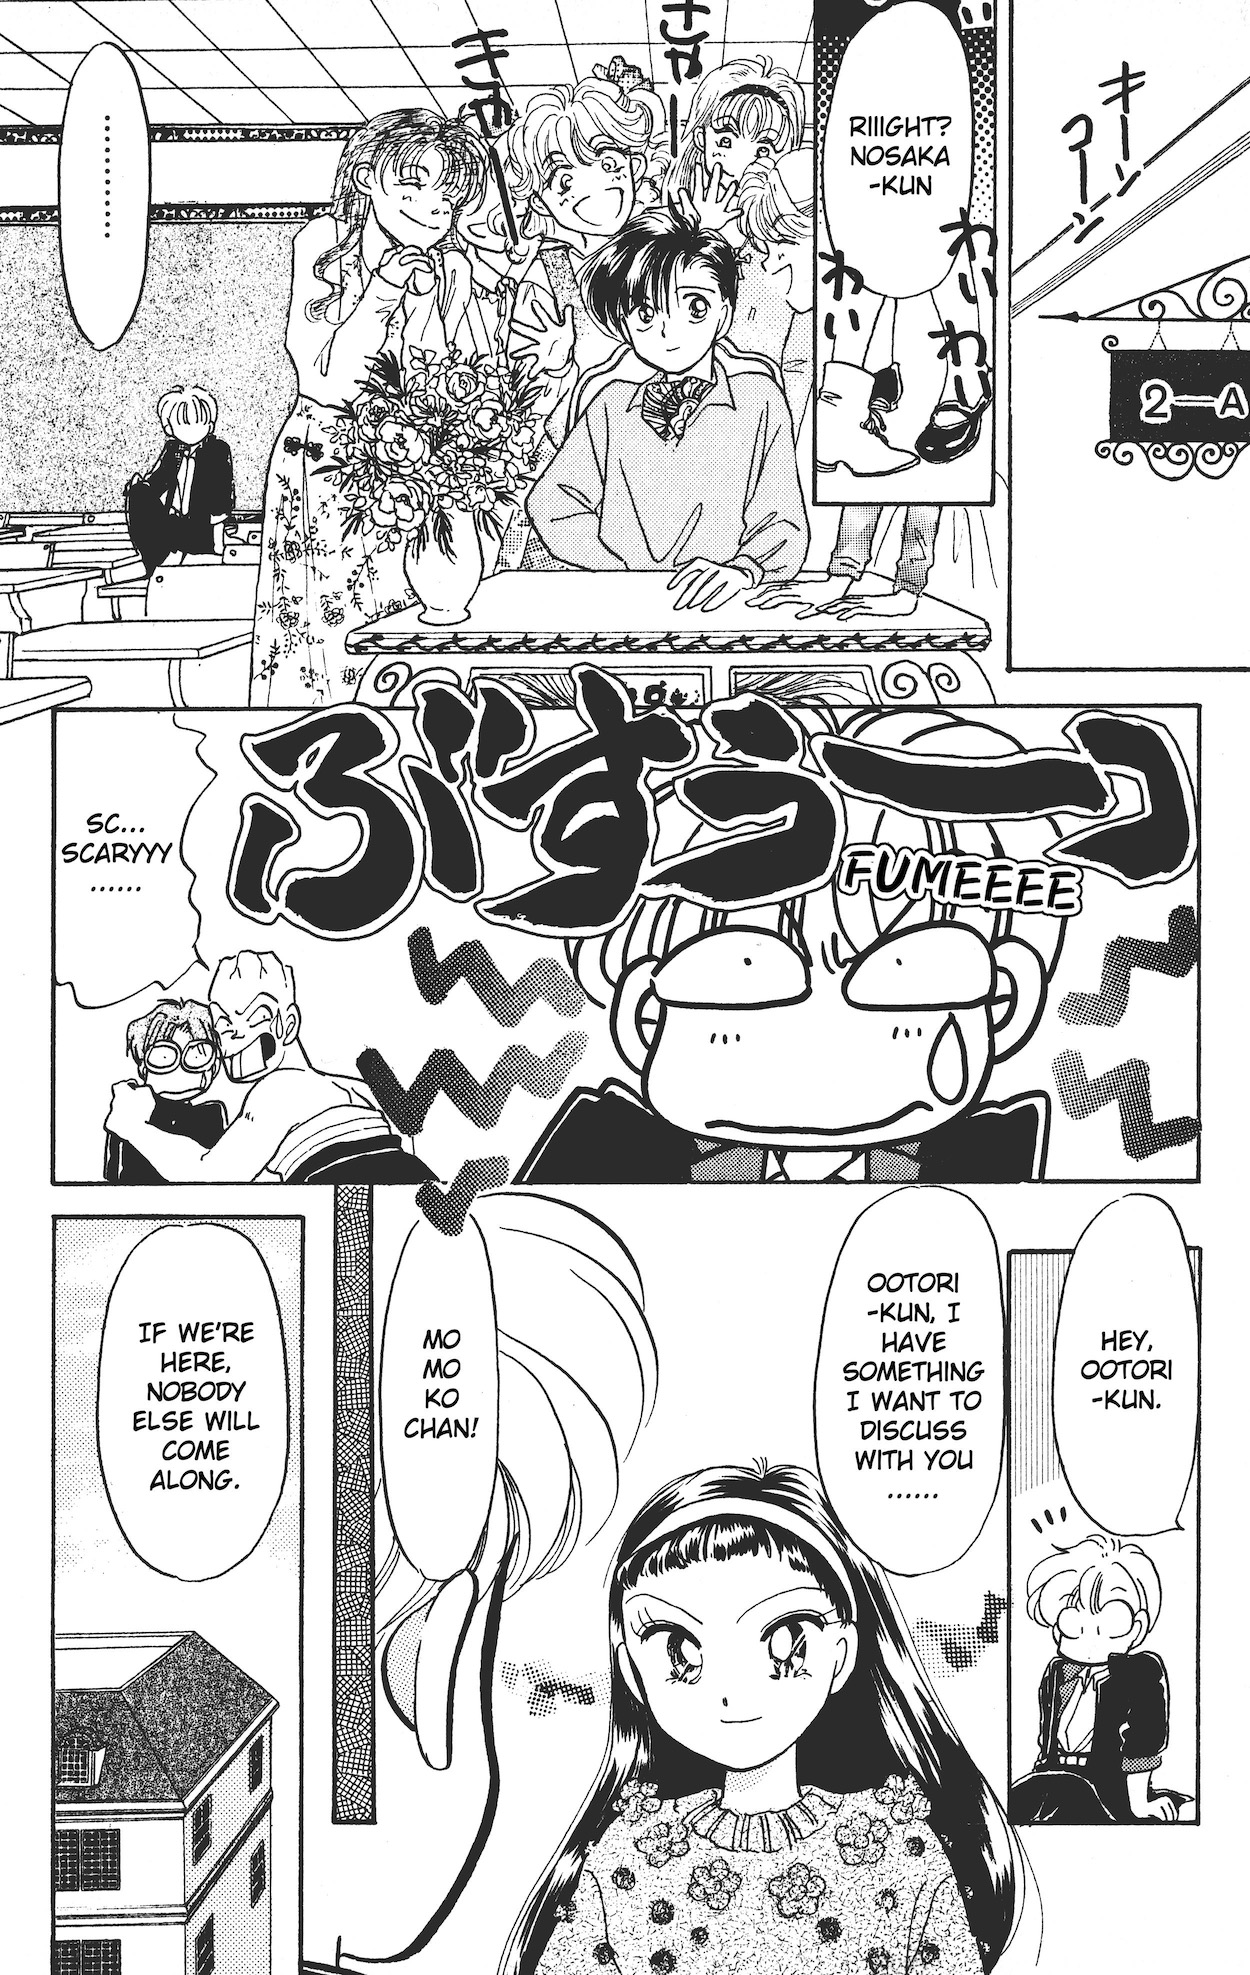 キーン
コーン
2—A
RIIIGHT?
NOSAKA
-KUN
わい
わい
わい
きゃー
きゃー
............
ぶすぅーっ
FUMEEEE
SC...
SCARYYY
......
HEY,
OOTORI
-KUN.
OOTORI
-KUN, I
HAVE
SOMETHING
I WANT TO
DISCUSS
WITH YOU
......
MO
MO
KO
CHAN!
IF WE'RE
HERE,
NOBODY
ELSE WILL
COME
ALONG.